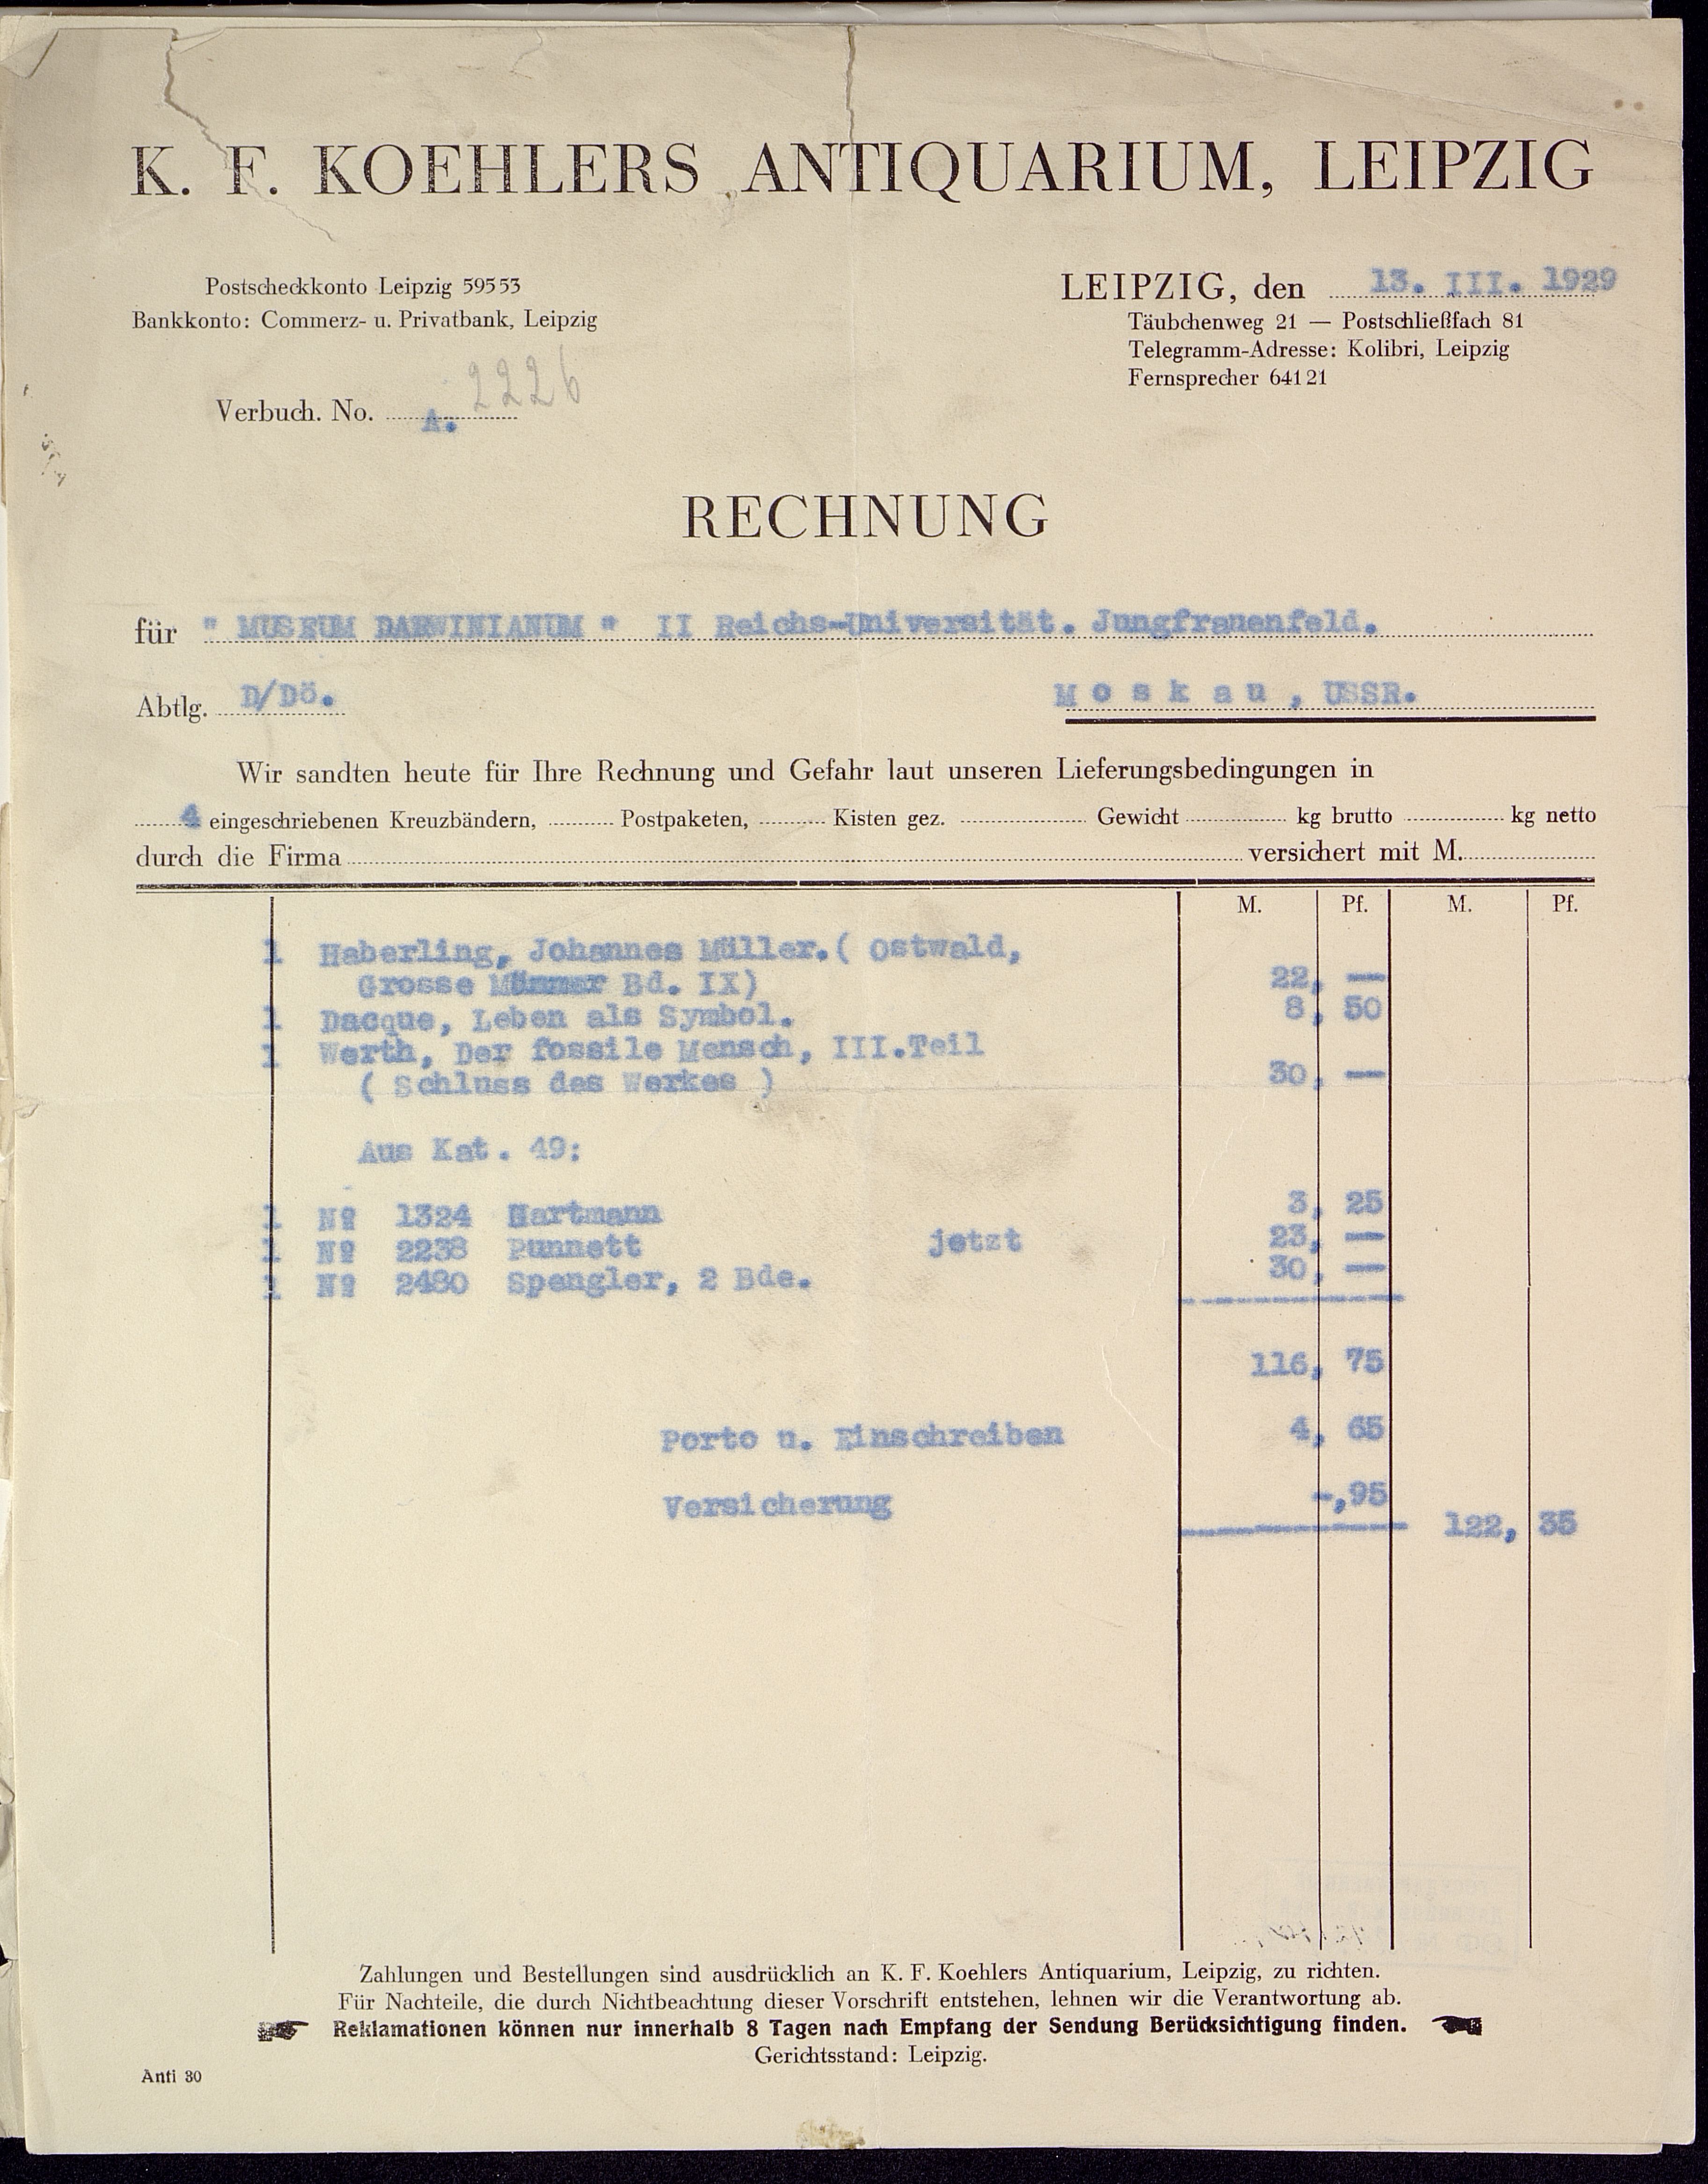 K. F. KOEHLERS ANTIQUARIUM, LEIPZIG
Postscheckkonto Leipzig 59553
Bankkonto: Commerz- u. Privatbank, Leipzig
LEIPZIG, den 13. III. 1929
Täubchenweg 21 — Postschließfach 81
Telegramm-Adresse: Kolibri, Leipzig
Fernsprecher 64121
Verbuch. No. A. 2226
RECHNUNG
für " MUSEUM DARWINIANUM " II Reichs-Universität. Jungfrauenfeld.
Abtlg. D/Dö. Moskau, USSR.
Wir sandten heute für Ihre Rechnung und Gefahr laut unseren Lieferungsbedingungen in
4 eingeschriebenen Kreuzbändern, Postpaketen, Kisten gez. Gewicht kg brutto kg netto
durch die Firma versichert mit M.
M. Pf. M. Pf.
1 Haberling, Johannes Müller. ( Ostwald,
Grosse Männer Bd. IX) 22, —
1 Dacque, Leben als Symbol. 8, 50
1 Werth, Der fossile Mensch, III.Teil
( Schluss des Werkes ) 30, —
Aus Kat. 49:
1 № 1324 Hartmann 3, 25
1 № 2238 Punnett jetzt 23, —
1 № 2480 Spengler, 2 Bde. 30, —
116, 75
Porto u. Einschreiben 4, 65
Versicherung -,95
122, 35
Zahlungen und Bestellungen sind ausdrücklich an K. F. Koehlers Antiquarium, Leipzig, zu richten.
Für Nachteile, die durch Nichtbeachtung dieser Vorschrift entstehen, lehnen wir die Verantwortung ab.
Reklamationen können nur innerhalb 8 Tagen nach Empfang der Sendung Berücksichtigung finden.
Gerichtsstand: Leipzig.
Anti 30